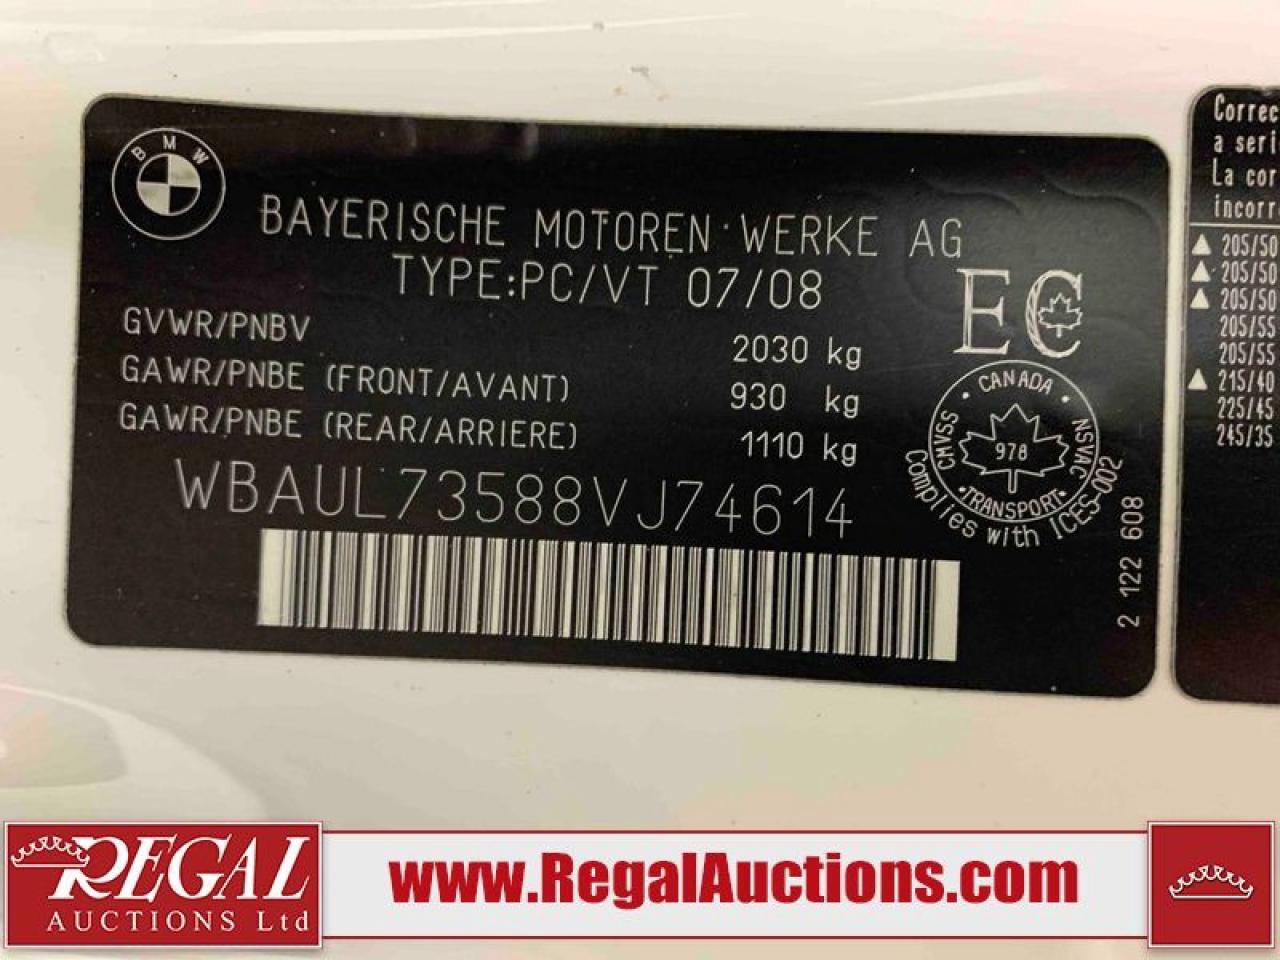 BMW
BAYERISCHE MOTOREN WERKE AG
TYPE:PC/VT 07/08
GVWR/PNBV 2030 kg
GAWR/PNBE (FRONT/AVANT) 930 kg
GAWR/PNBE (REAR/ARRIERE) 1110 kg
WBAUL73588VJ74614
EC
CANADA
CMVSS
NSVAC
978
TRANSPORT
Complies with ICES-002
2 122 608
Correc
a seri
La cor
incorr
▲ 205/50
▲ 205/50
▲ 205/50
205/55
205/55
▲ 215/40
225/45
245/35
REGAL
AUCTIONS Ltd
www.RegalAuctions.com